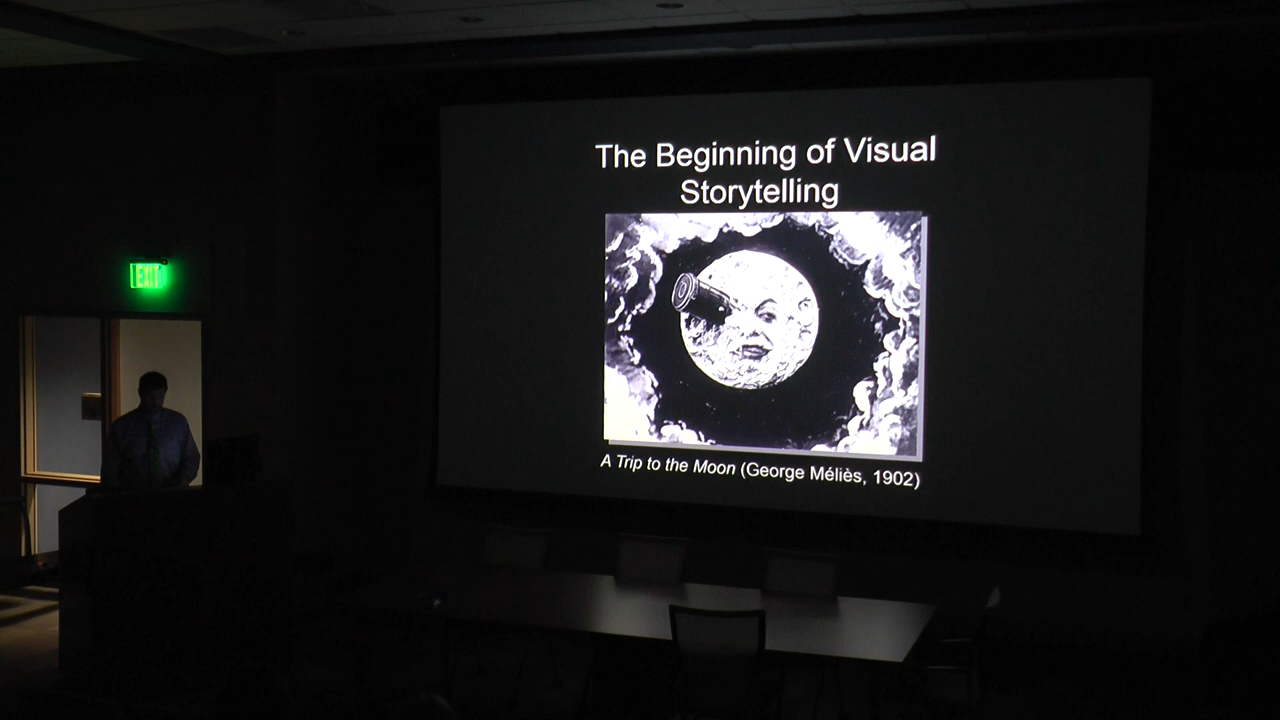 EXIT
The Beginning of Visual
Storytelling
A Trip to the Moon (George Méliès, 1902)